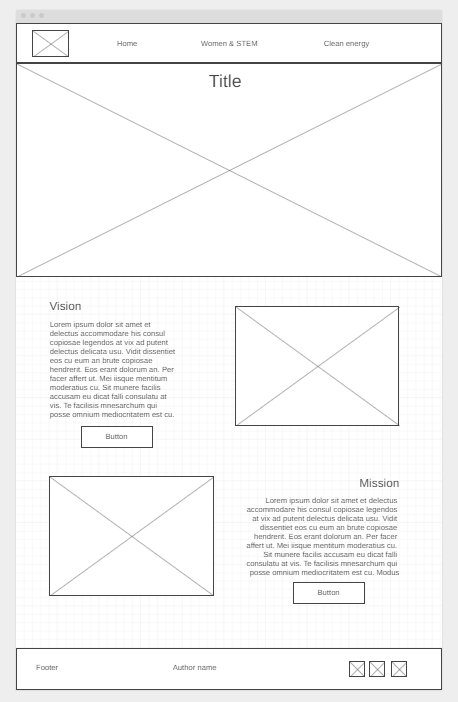 Home
Women & STEM
Clean energy
Title
Vision
Lorem ipsum dolor sit amet et
delectus accommodare his consul
copiosae legendos at vix ad putent
delectus delicata usu. Vidit dissentiet
eos cu eum an brute copiosae
hendrerit. Eos erant dolorum an. Per
facer affert ut. Mei iisque mentitum
moderatius cu. Sit munere facilis
accusam eu dicat falli consulatu at
vis. Te facilisis mnesarchum qui
posse omnium mediocritatem est cu.
Button
Mission
Lorem ipsum dolor sit amet et delectus
accommodare his consul copiosae legendos
at vix ad putent delectus delicata usu. Vidit
dissentiet eos cu eum an brute copiosae
hendrerit. Eos erant dolorum an. Per facer
affert ut. Mei iisque mentitum moderatius cu.
Sit munere facilis accusam eu dicat falli
consulatu at vis. Te facilisis mnesarchum qui
posse omnium mediocritatem est cu. Modus
Button
Footer
Author name